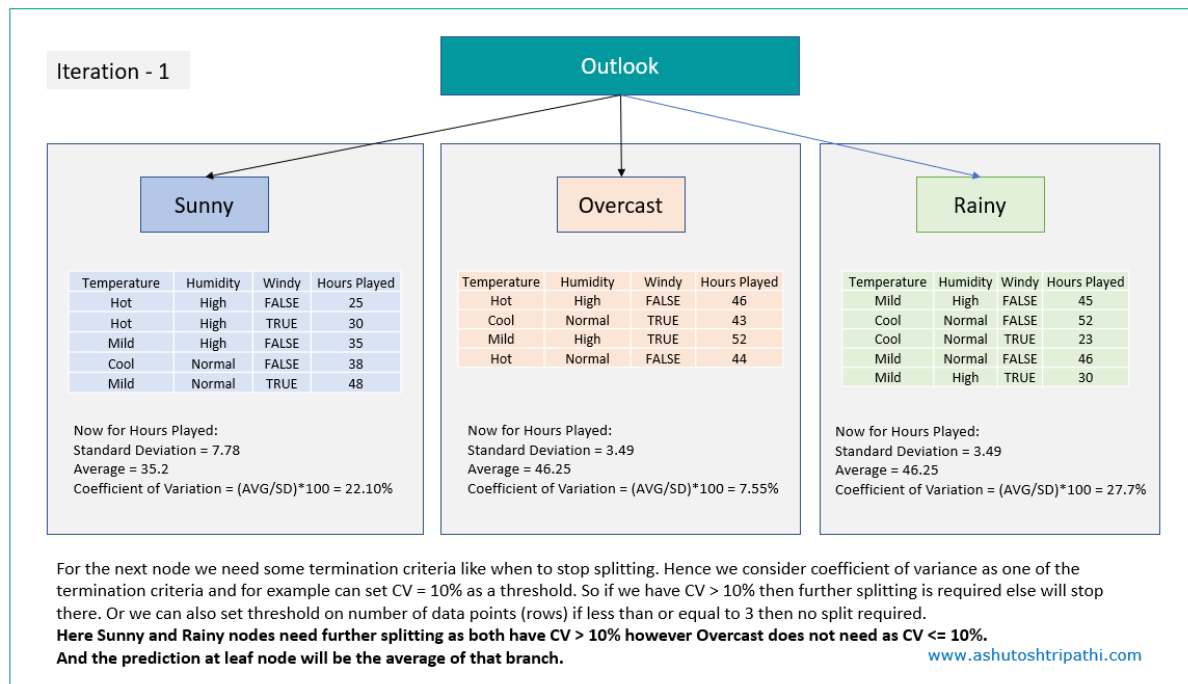 Iteration - 1
Outlook
Sunny
Temperature Humidity Windy Hours Played
Hot High FALSE 25
Hot High TRUE 30
Mild High FALSE 35
Cool Normal FALSE 38
Mild Normal TRUE 48
Now for Hours Played:
Standard Deviation = 7.78
Average = 35.2
Coefficient of Variation = (AVG/SD)*100 = 22.10%
Overcast
Temperature Humidity Windy Hours Played
Hot High FALSE 46
Cool Normal TRUE 43
Mild High TRUE 52
Hot Normal FALSE 44
Now for Hours Played:
Standard Deviation = 3.49
Average = 46.25
Coefficient of Variation = (AVG/SD)*100 = 7.55%
Rainy
Temperature Humidity Windy Hours Played
Mild High FALSE 45
Cool Normal FALSE 52
Cool Normal TRUE 23
Mild Normal FALSE 46
Mild High TRUE 30
Now for Hours Played:
Standard Deviation = 3.49
Average = 46.25
Coefficient of Variation = (AVG/SD)*100 = 27.7%
For the next node we need some termination criteria like when to stop splitting. Hence we consider coefficient of variance as one of the
termination criteria and for example can set CV = 10% as a threshold. So if we have CV > 10% then further splitting is required else will stop
there. Or we can also set threshold on number of data points (rows) if less than or equal to 3 then no split required.
Here Sunny and Rainy nodes need further splitting as both have CV > 10% however Overcast does not need as CV <= 10%.
And the prediction at leaf node will be the average of that branch.
www.ashutoshtripathi.com